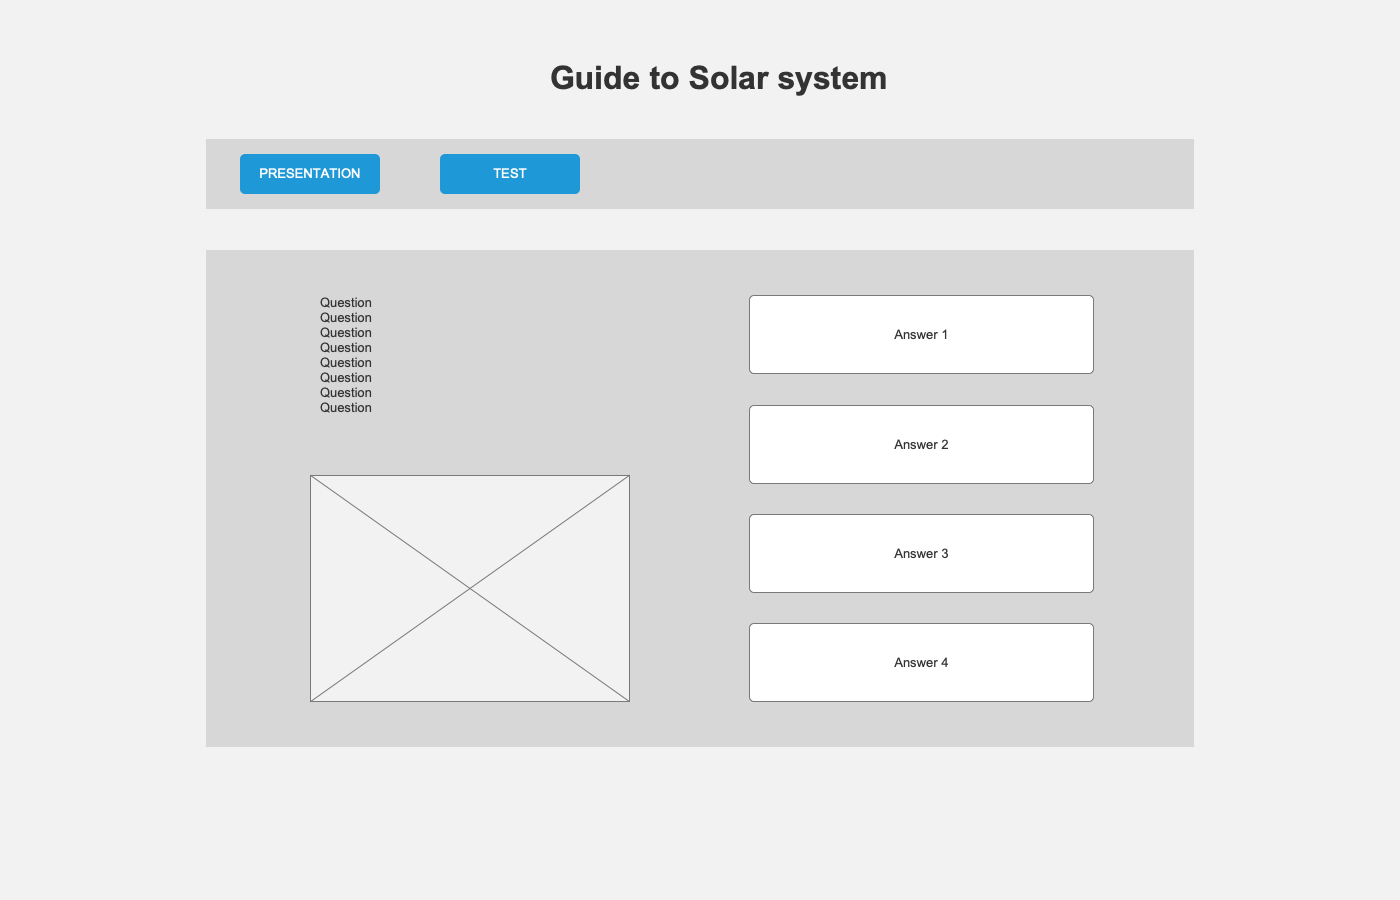 Guide to Solar system
PRESENTATION
TEST
Question
Question
Question
Question
Question
Question
Question
Question
Answer 1
Answer 2
Answer 3
Answer 4